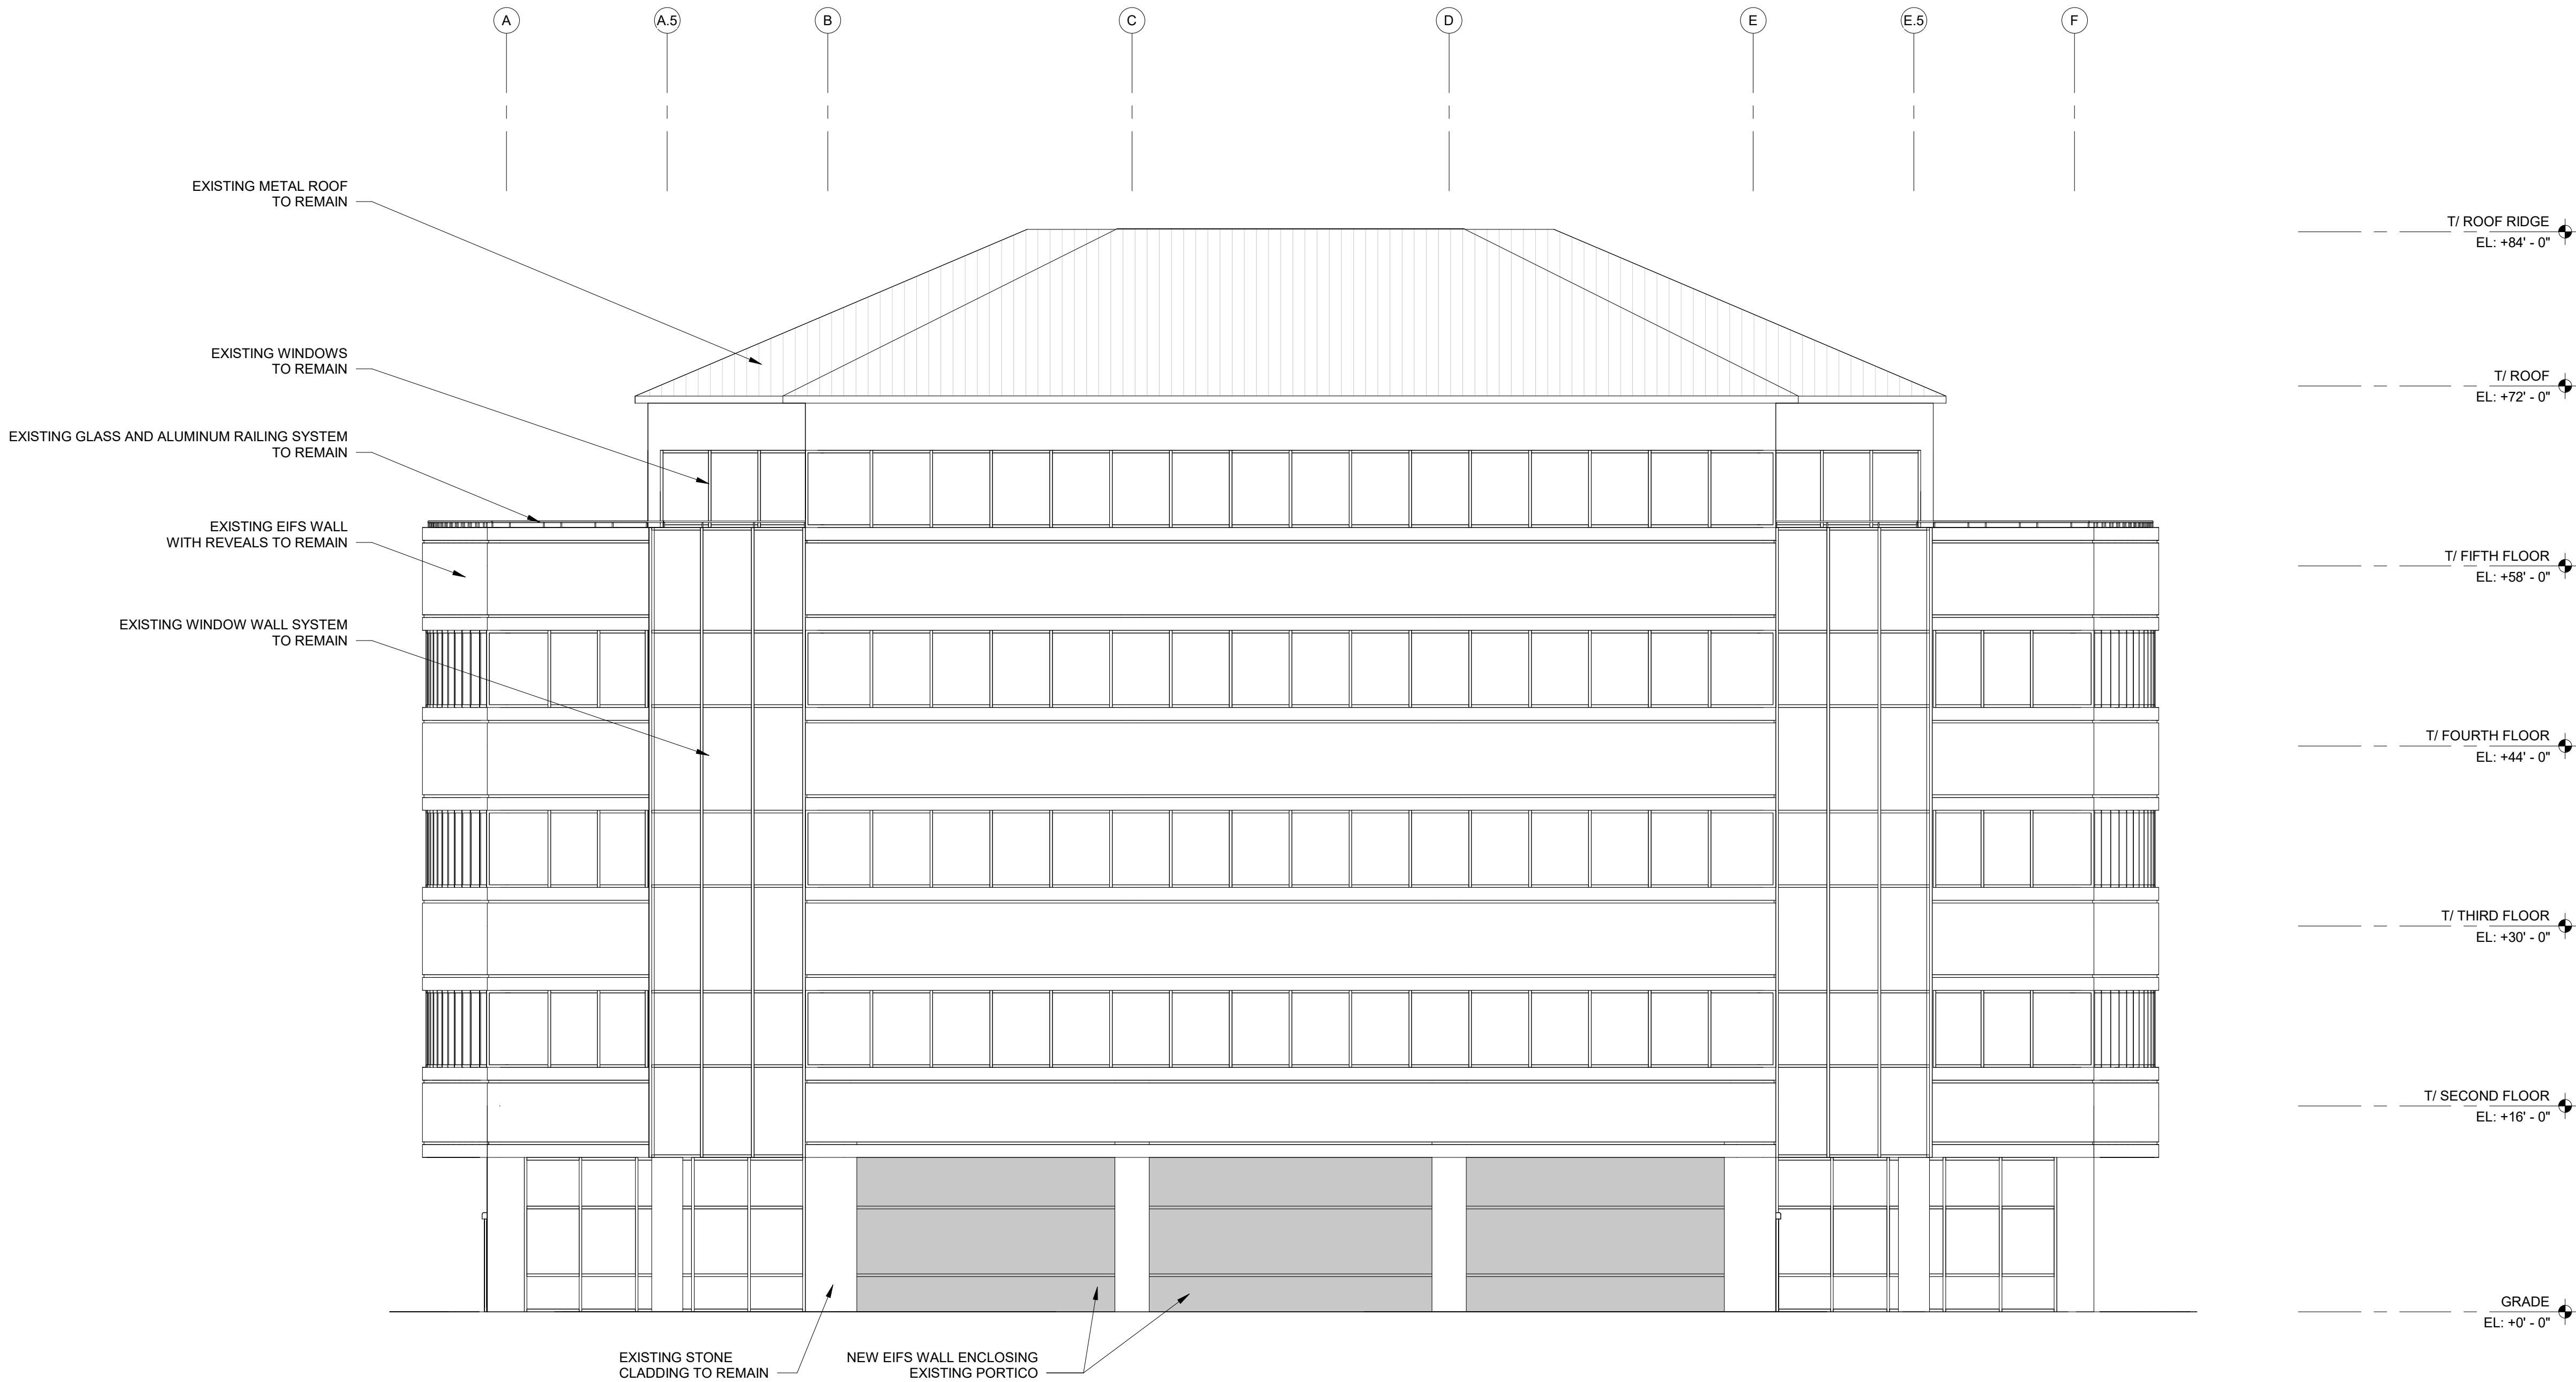 A
A.5
B
C
D
E
E.5
F
EXISTING METAL ROOF
TO REMAIN
EXISTING WINDOWS
TO REMAIN
EXISTING GLASS AND ALUMINUM RAILING SYSTEM
TO REMAIN
EXISTING EIFS WALL
WITH REVEALS TO REMAIN
EXISTING WINDOW WALL SYSTEM
TO REMAIN
T/ ROOF RIDGE
EL: +84' - 0"
T/ ROOF
EL: +72' - 0"
T/ FIFTH FLOOR
EL: +58' - 0"
T/ FOURTH FLOOR
EL: +44' - 0"
T/ THIRD FLOOR
EL: +30' - 0"
T/ SECOND FLOOR
EL: +16' - 0"
GRADE
EL: +0' - 0"
EXISTING STONE
CLADDING TO REMAIN
NEW EIFS WALL ENCLOSING
EXISTING PORTICO